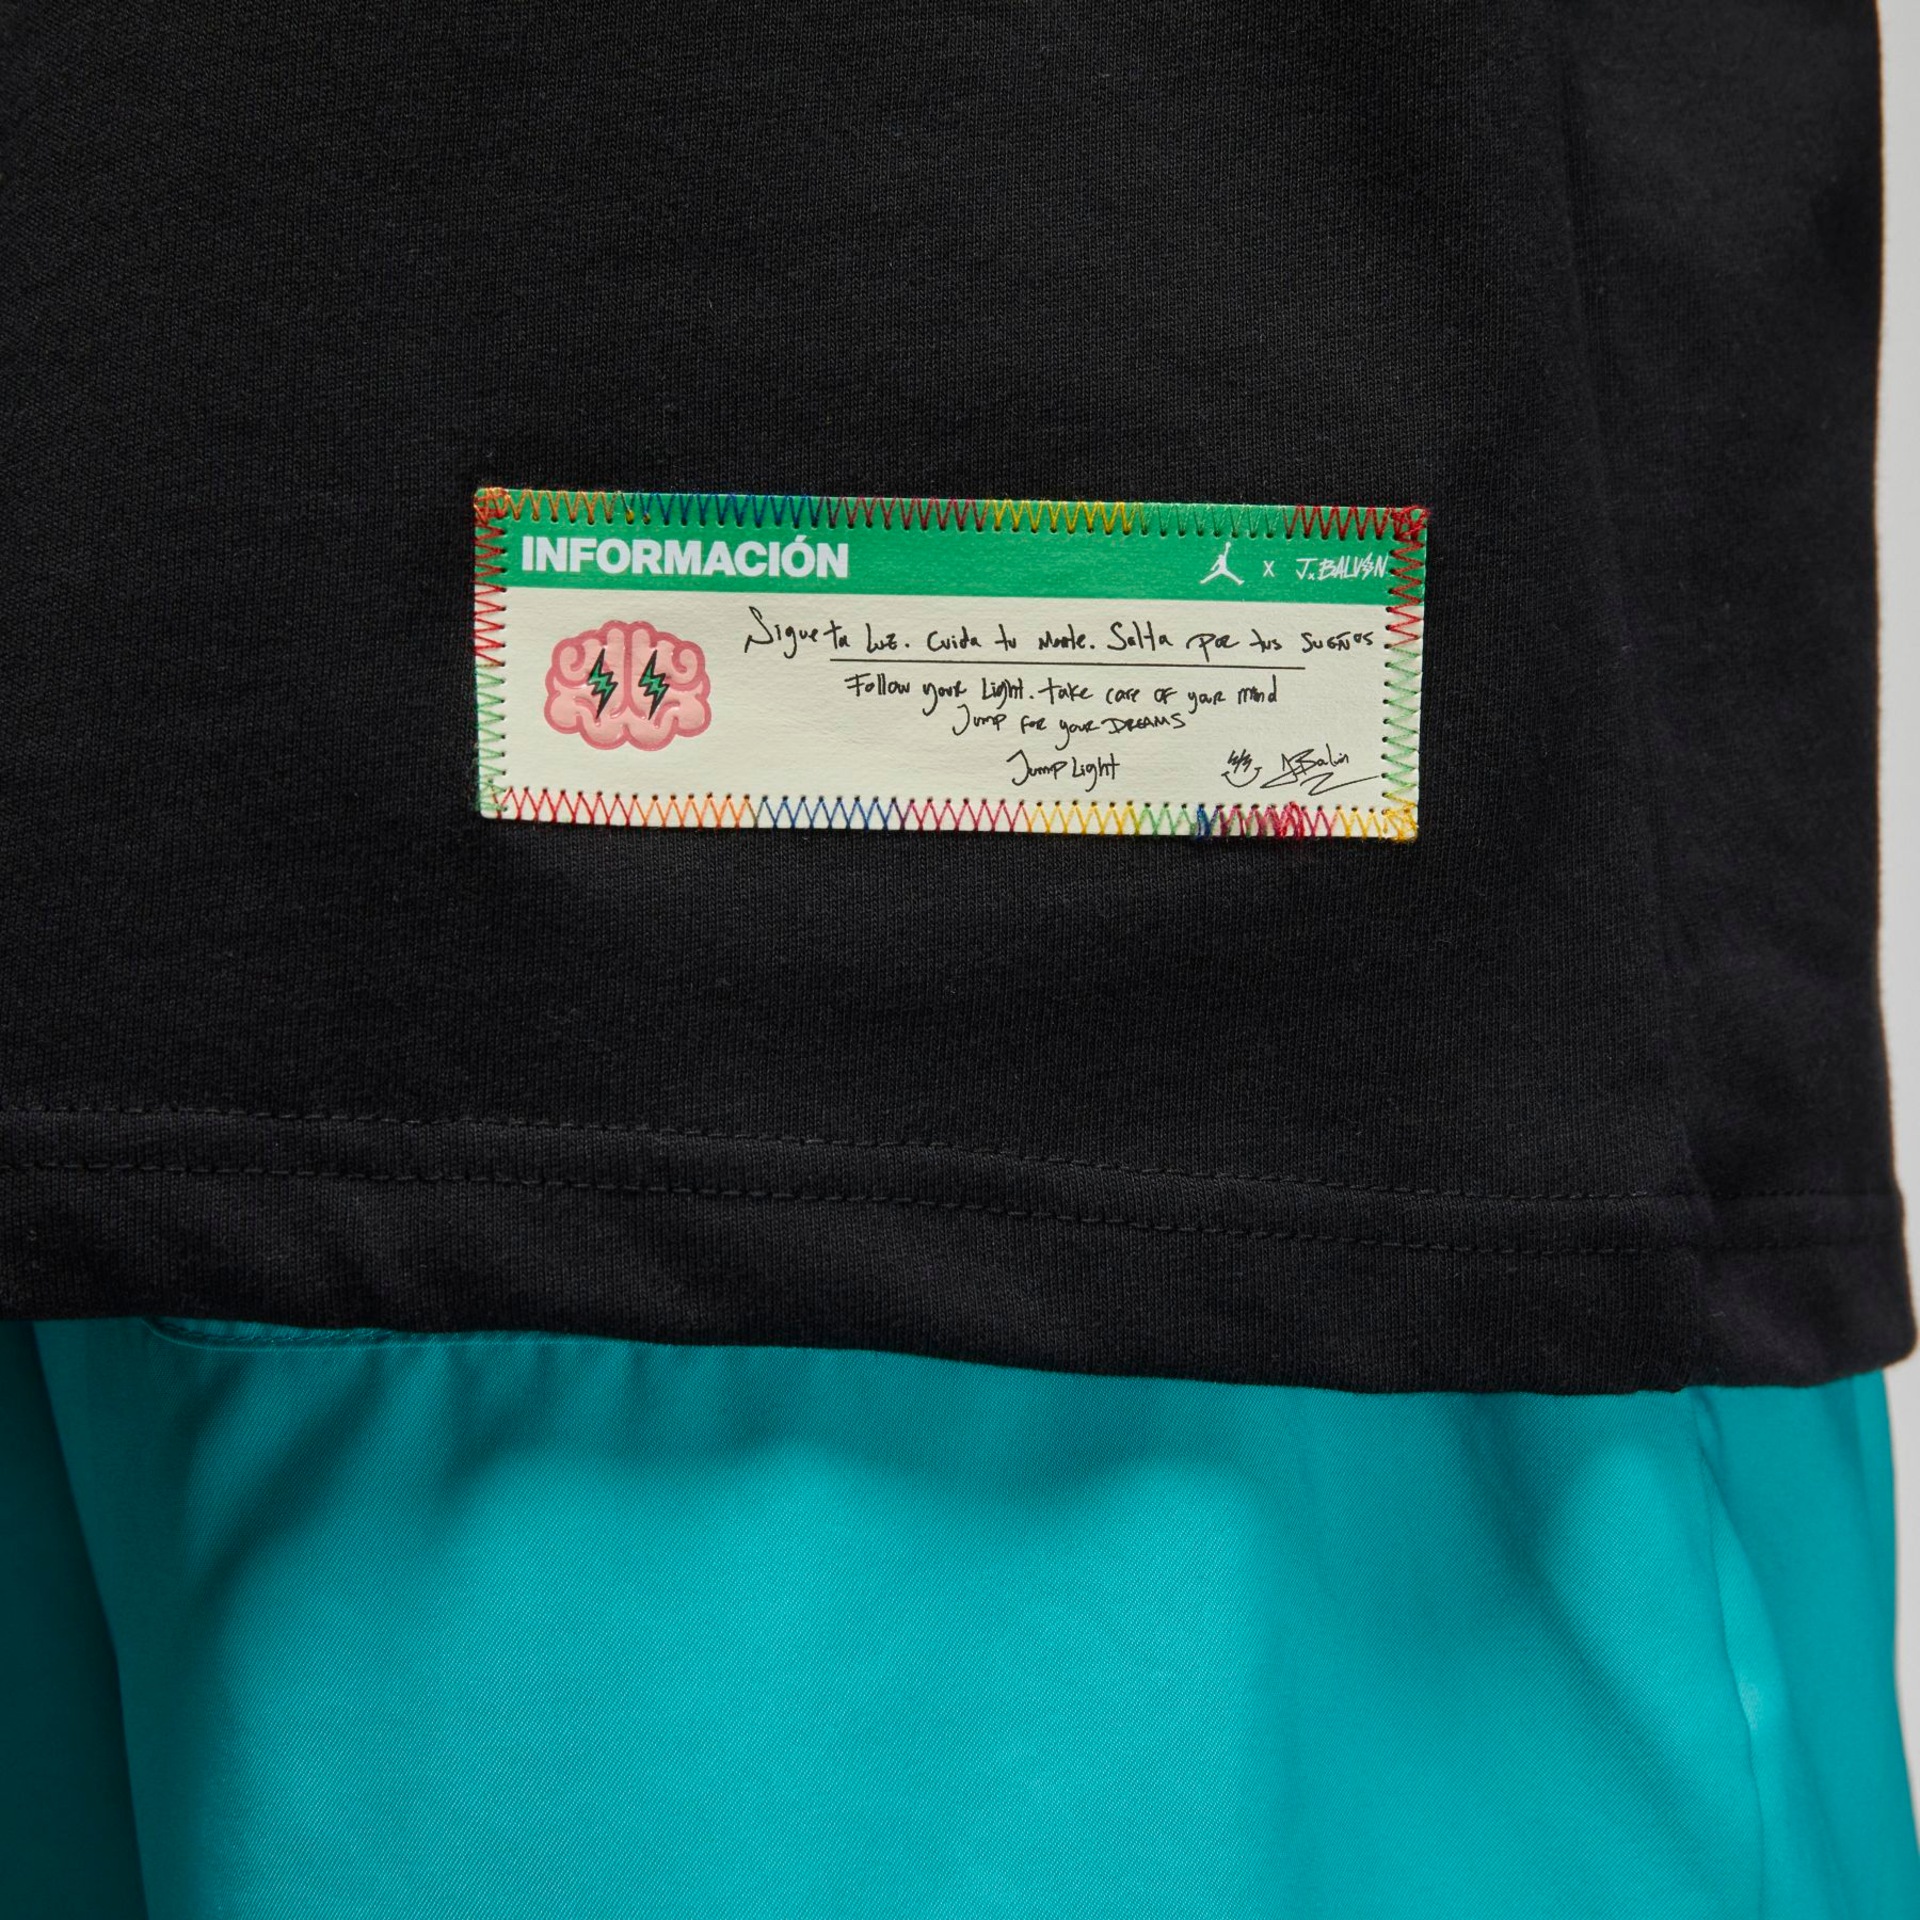 INFORMACIÓN
X J.BALVIN
Sigue tu Luz. Cuida tu Mente. Salta por tus SUEÑOS
Follow your Light. take care OF your mind
Jump for your DREAMS
Jump Light
J.Balvin